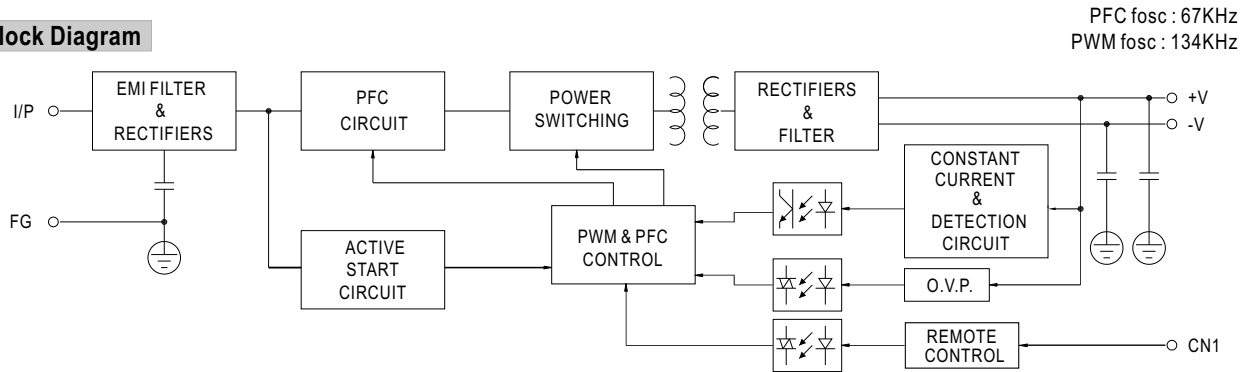 lock Diagram
PFC fosc : 67KHz
PWM fosc : 134KHz
I/P
EMI FILTER
&
RECTIFIERS
PFC
CIRCUIT
POWER
SWITCHING
RECTIFIERS
&
FILTER
+V
-V
FG
ACTIVE
START
CIRCUIT
PWM & PFC
CONTROL
CONSTANT
CURRENT
&
DETECTION
CIRCUIT
O.V.P.
REMOTE
CONTROL
CN1